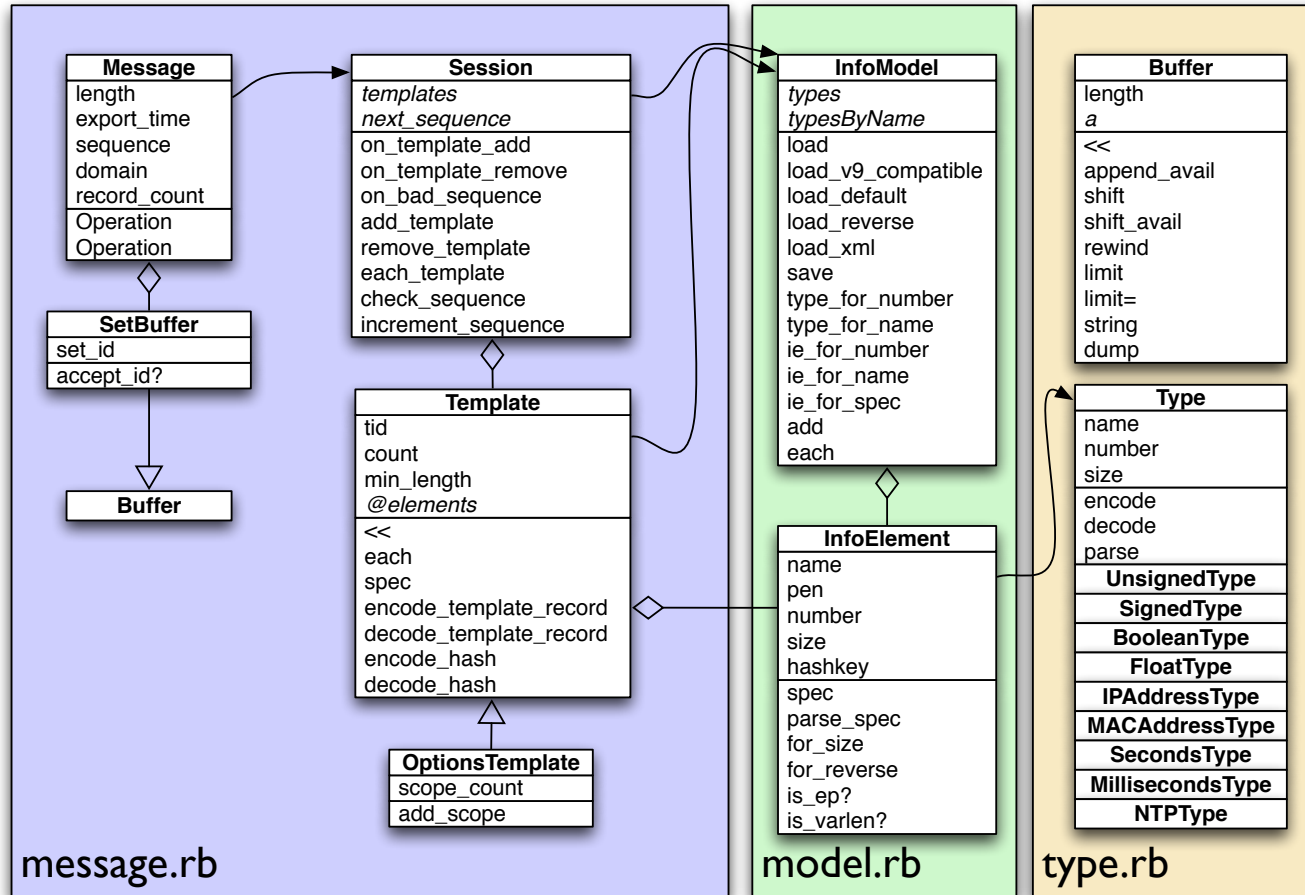 Message
length
export_time
sequence
domain
record_count
Operation
Operation
SetBuffer
set_id
accept_id?
Buffer
Session
templates
next_sequence
on_template_add
on_template_remove
on_bad_sequence
add_template
remove_template
each_template
check_sequence
increment_sequence
Template
tid
count
min_length
@elements
<<
each
spec
encode_template_record
decode_template_record
encode_hash
decode_hash
OptionsTemplate
scope_count
add_scope
message.rb
InfoModel
types
typesByName
load
load_v9_compatible
load_default
load_reverse
load_xml
save
type_for_number
type_for_name
ie_for_number
ie_for_name
ie_for_spec
add
each
InfoElement
name
pen
number
size
hashkey
spec
parse_spec
for_size
for_reverse
is_ep?
is_varlen?
model.rb
Buffer
length
a
<<
append_avail
shift
shift_avail
rewind
limit
limit=
string
dump
Type
name
number
size
encode
decode
parse
UnsignedType
SignedType
BooleanType
FloatType
IPAddressType
MACAddressType
SecondsType
MillisecondsType
NTPType
type.rb